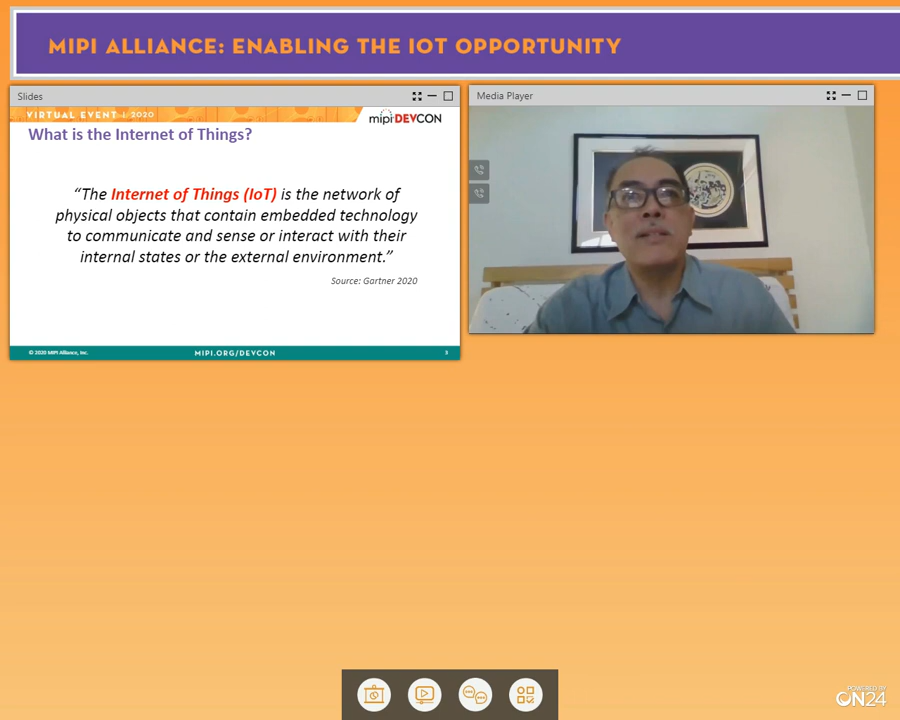 MIPI ALLIANCE: ENABLING THE IOT OPPORTUNITY
Slides
VIRTUAL EVENT | 2020
mipi DEVCON
What is the Internet of Things?
“The Internet of Things (IoT) is the network of
physical objects that contain embedded technology
to communicate and sense or interact with their
internal states or the external environment.”
Source: Gartner 2020
© 2020 MIPI Alliance, Inc.
MIPI.ORG/DEVCON
3
Media Player
POWERED BY
ON24